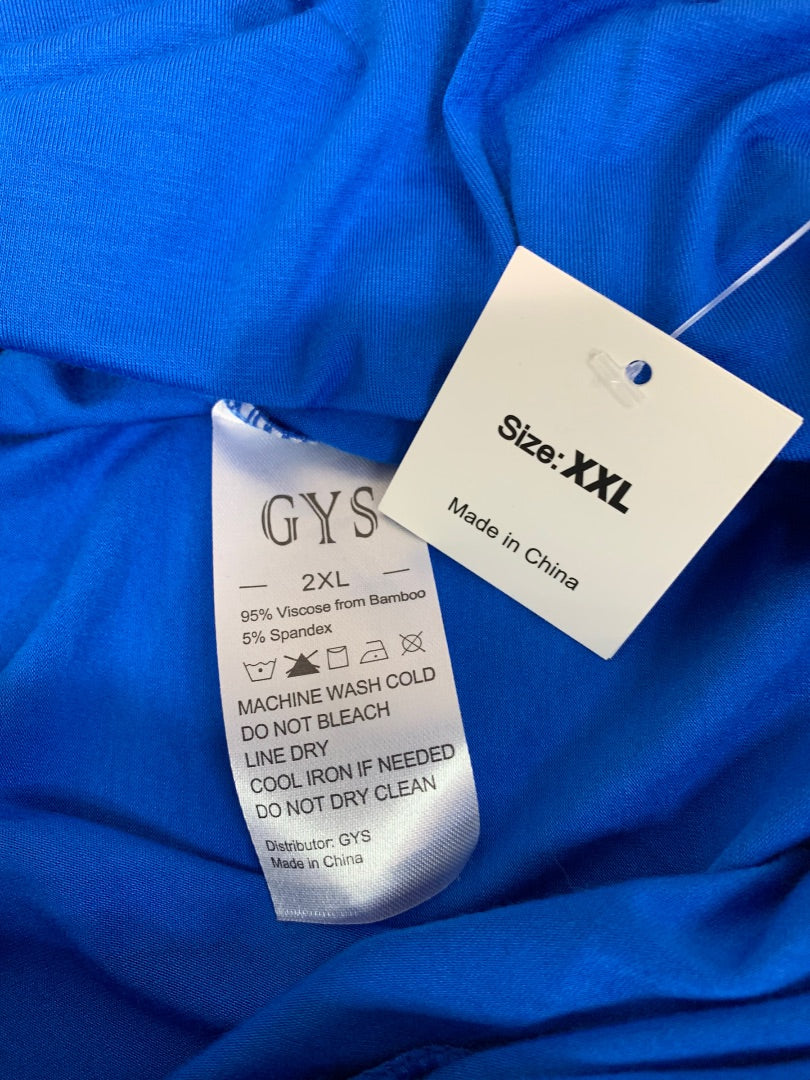 Size: XXL
Made in China
GYS
2XL
95% Viscose from Bamboo
5% Spandex
MACHINE WASH COLD
DO NOT BLEACH
LINE DRY
COOL IRON IF NEEDED
DO NOT DRY CLEAN
Distributor: GYS
Made in China